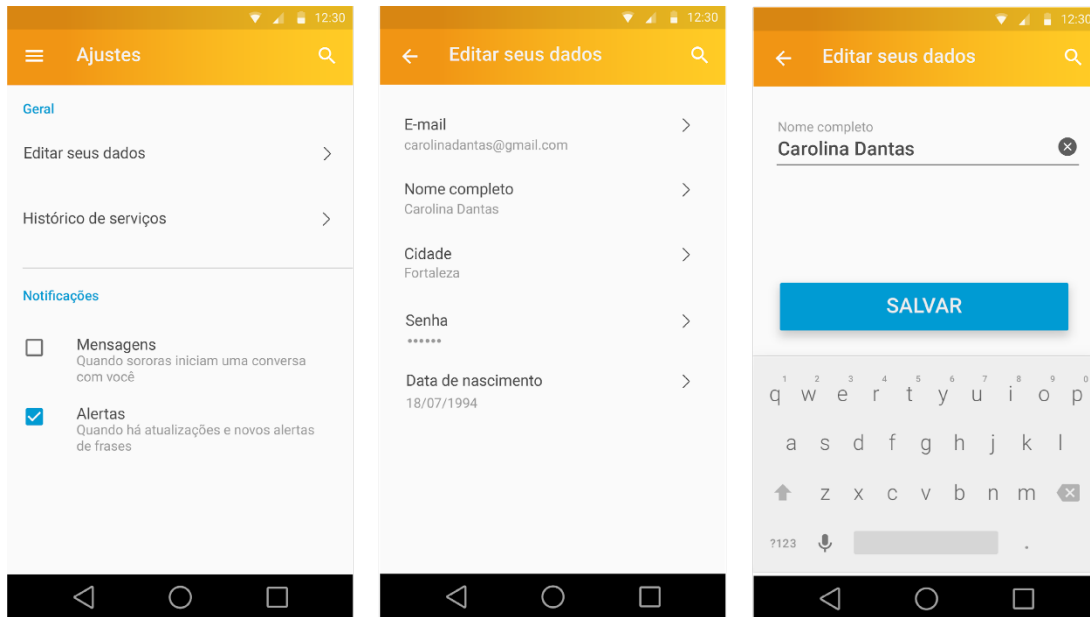 12:30
Ajustes
Geral
Editar seus dados
Histórico de serviços
Notificações
Mensagens
Quando sororas iniciam uma conversa
com você
Alertas
Quando há atualizações e novos alertas
de frases
12:30
Editar seus dados
E-mail
carolinadantas@gmail.com
Nome completo
Carolina Dantas
Cidade
Fortaleza
Senha
••••••
Data de nascimento
18/07/1994
12:30
Editar seus dados
Nome completo
Carolina Dantas
SALVAR
1 2 3 4 5 6 7 8 9 0
q w e r t y u i o p
a s d f g h j k l
z x c v b n m
?123 .